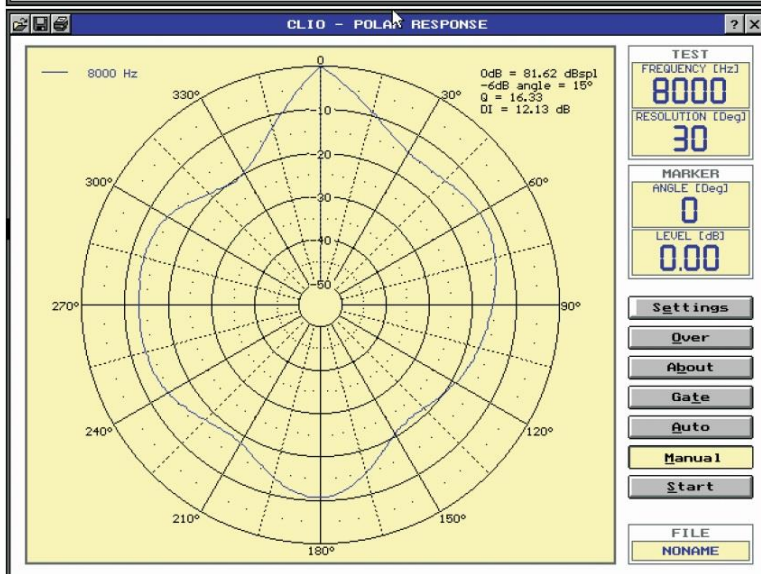 CLIO - POLAR RESPONSE
? X
8000 Hz
0dB = 81.62 dBspl
-6dB angle = 15°
Q = 16.33
DI = 12.13 dB
0
330°
30°
-10
-20
300°
60°
-30
-40
-50
270°
90°
240°
120°
210°
150°
180°
TEST
FREQUENCY [Hz]
8000
RESOLUTION [Deg]
30
MARKER
ANGLE [Deg]
0
LEVEL [dB]
0.00
Settings
Over
About
Gate
Auto
Manual
Start
FILE
NONAME